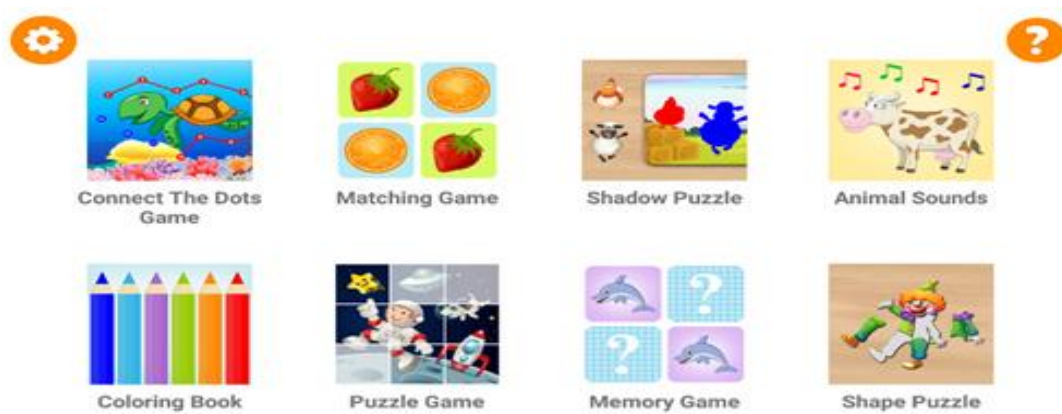 ?
Connect The Dots
Game
Matching Game
Shadow Puzzle
Animal Sounds
?
?
Coloring Book
Puzzle Game
Memory Game
Shape Puzzle